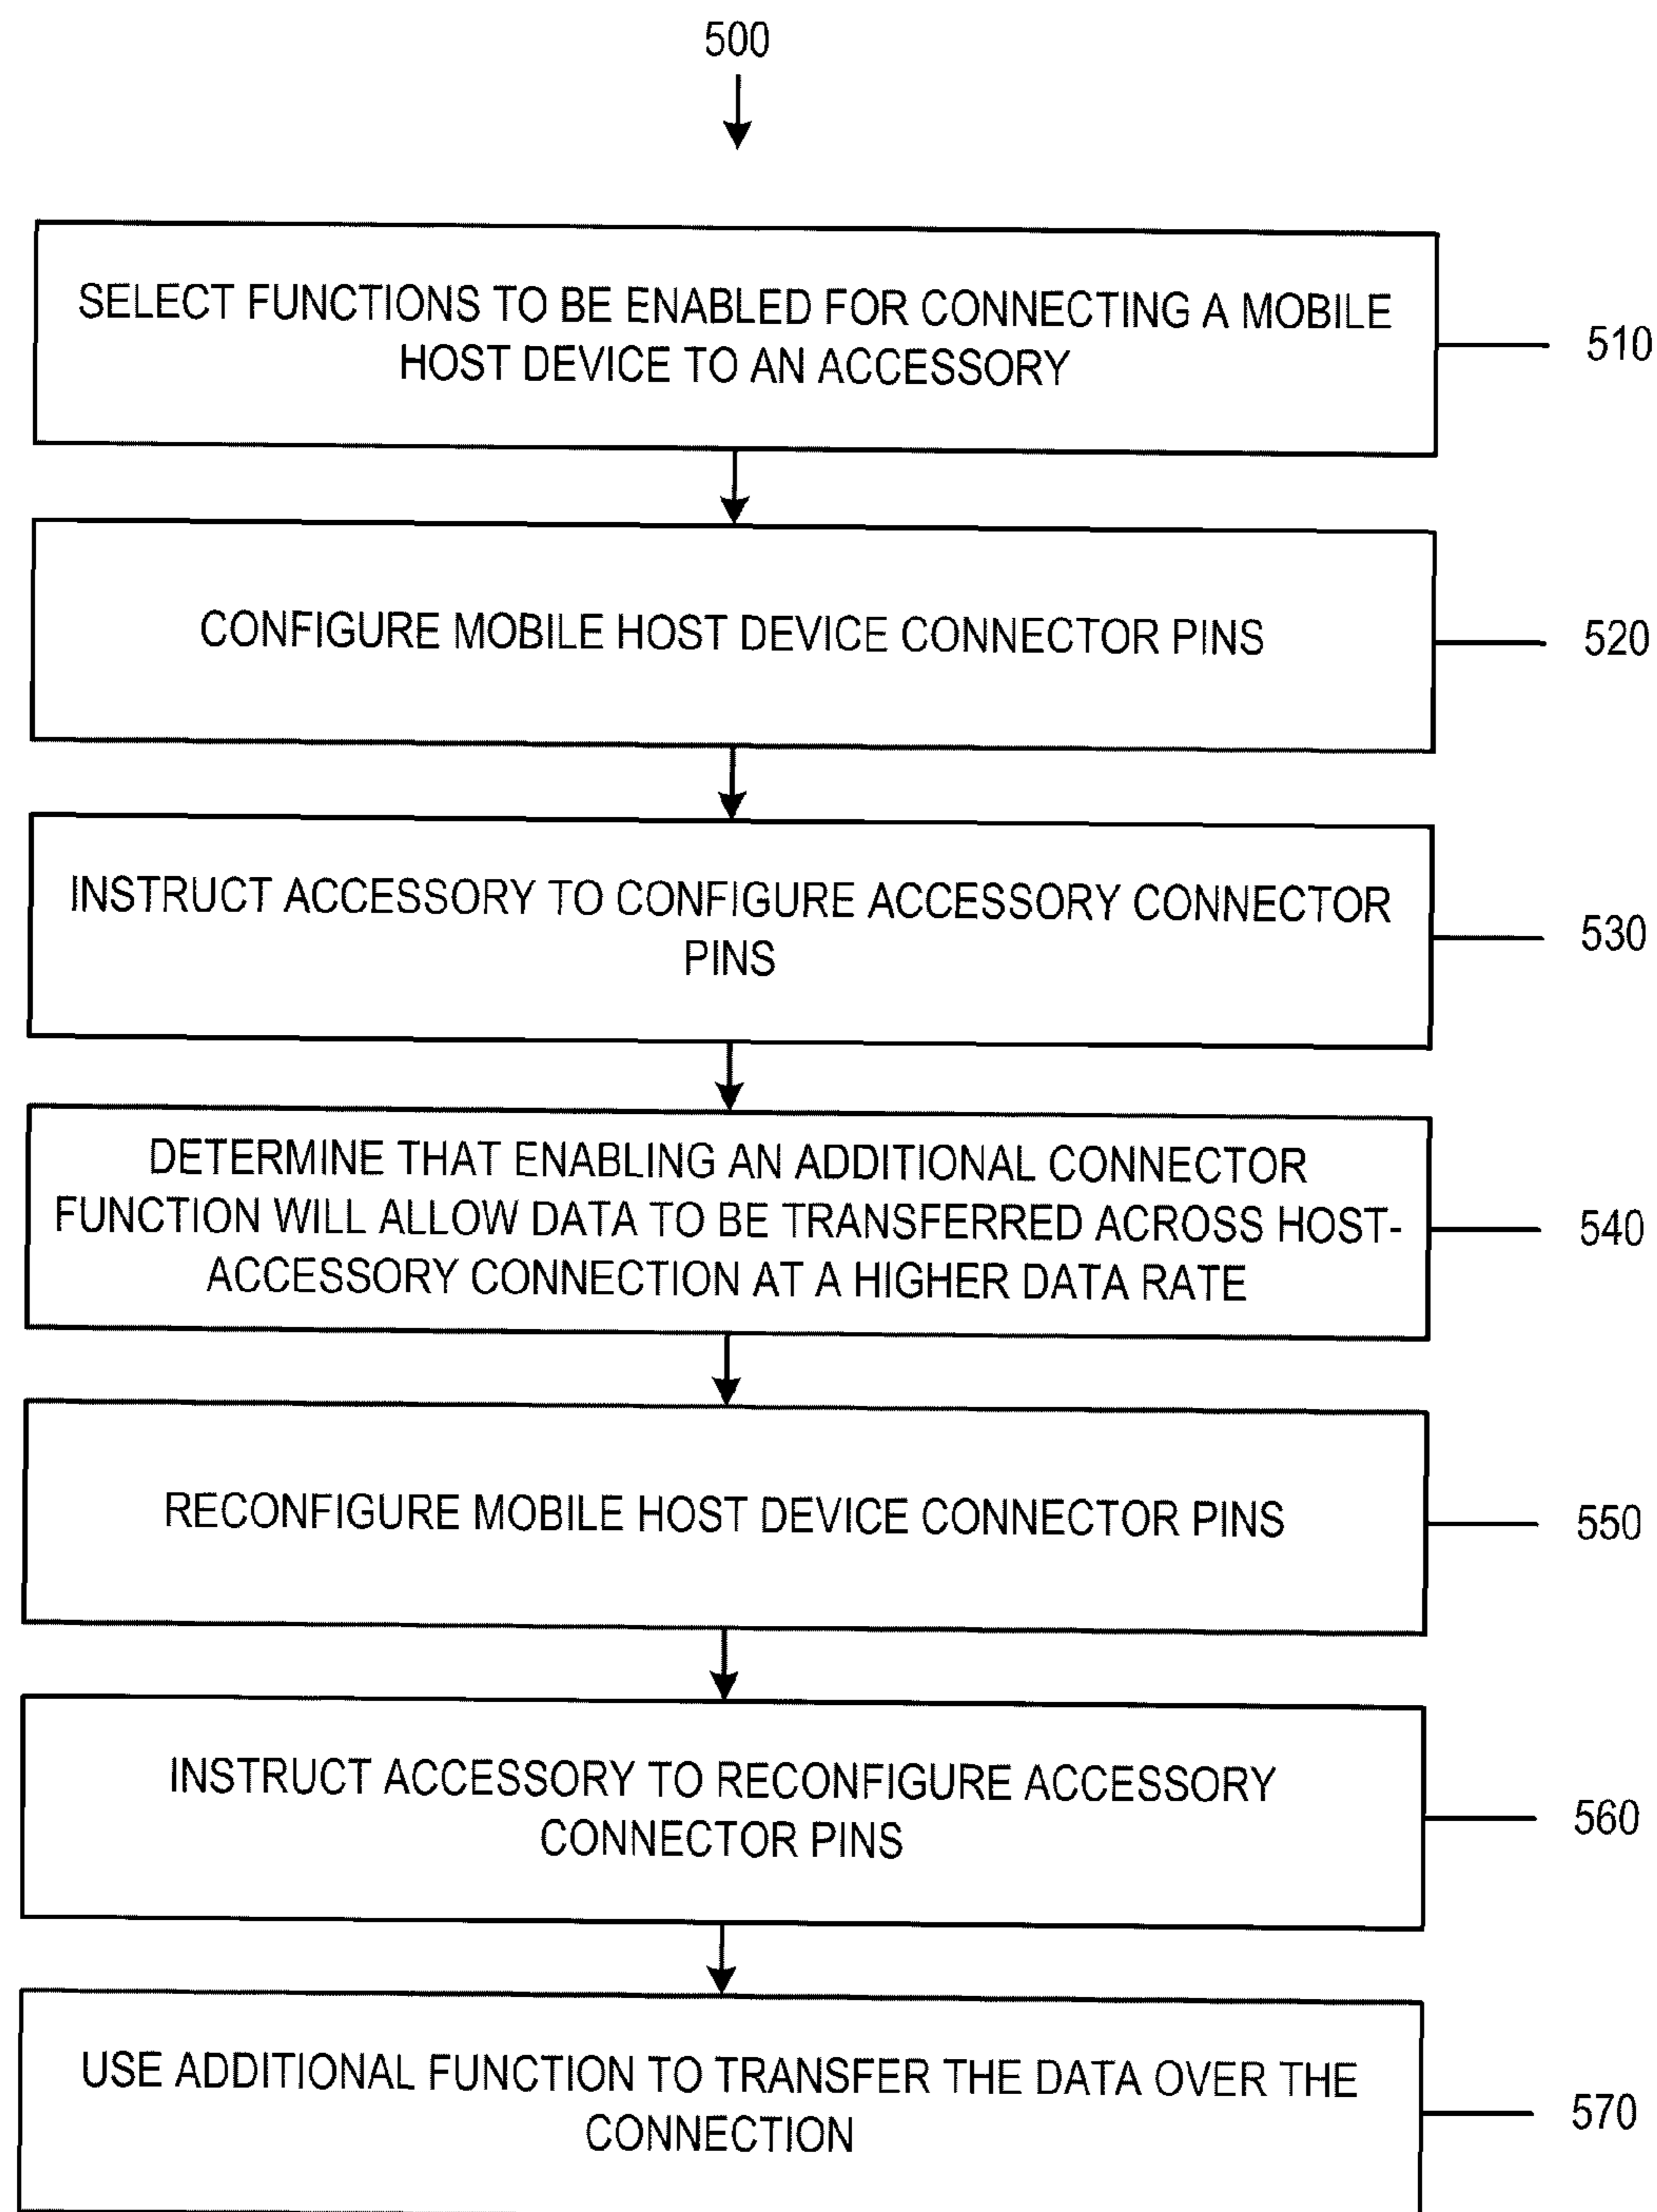 500
SELECT FUNCTIONS TO BE ENABLED FOR CONNECTING A MOBILE
HOST DEVICE TO AN ACCESSORY
510
CONFIGURE MOBILE HOST DEVICE CONNECTOR PINS
520
INSTRUCT ACCESSORY TO CONFIGURE ACCESSORY CONNECTOR
PINS
530
DETERMINE THAT ENABLING AN ADDITIONAL CONNECTOR
FUNCTION WILL ALLOW DATA TO BE TRANSFERRED ACROSS HOST-
ACCESSORY CONNECTION AT A HIGHER DATA RATE
540
RECONFIGURE MOBILE HOST DEVICE CONNECTOR PINS
550
INSTRUCT ACCESSORY TO RECONFIGURE ACCESSORY
CONNECTOR PINS
560
USE ADDITIONAL FUNCTION TO TRANSFER THE DATA OVER THE
CONNECTION
570